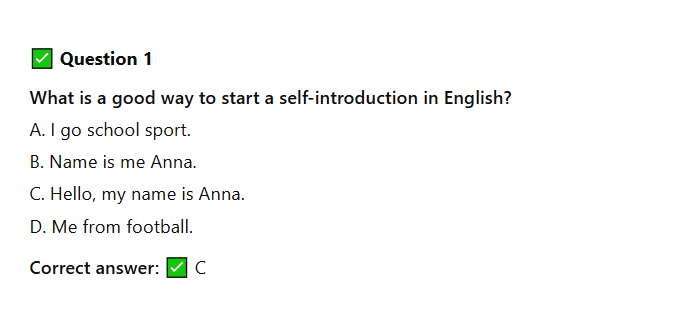 ✅ Question 1
What is a good way to start a self-introduction in English?
A. I go school sport.
B. Name is me Anna.
C. Hello, my name is Anna.
D. Me from football.
Correct answer: ✅ C